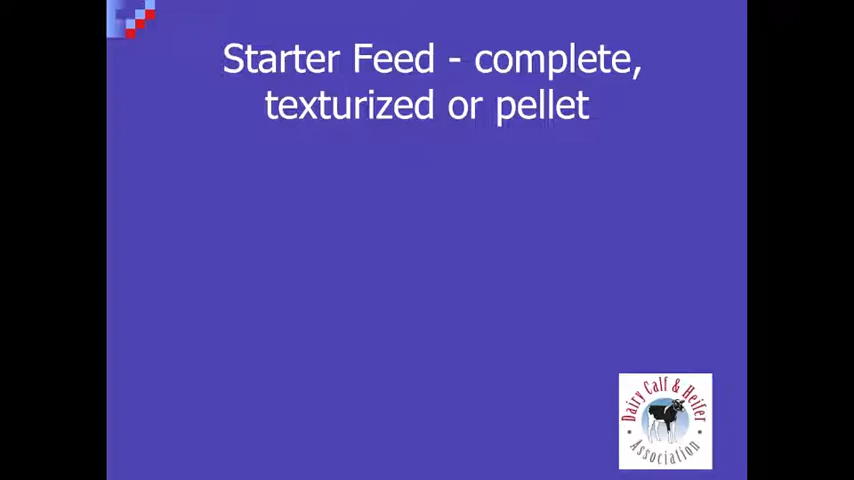 Starter Feed - complete,
texturized or pellet
Dairy Calf & Heifer
• Association •